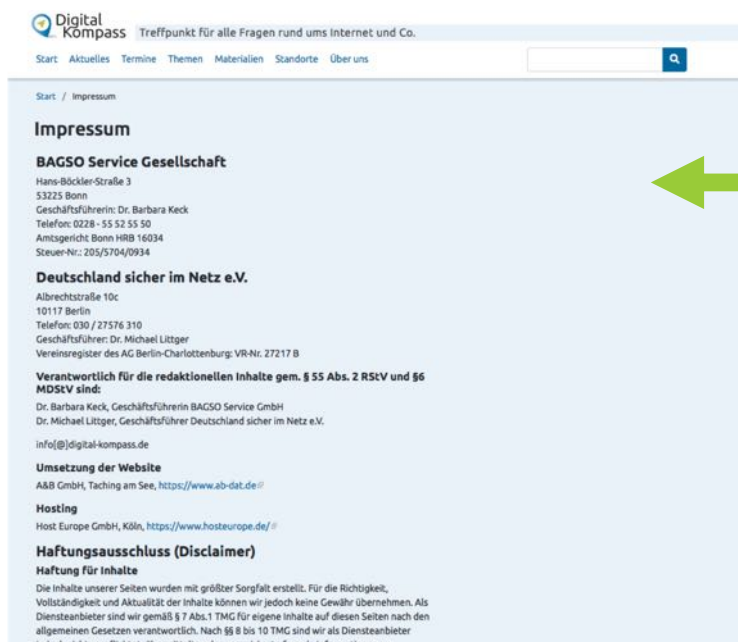 Digital
Kompass Treffpunkt für alle Fragen rund ums Internet und Co.
Start Aktuelles Termine Themen Materialien Standorte Über uns
Start / Impressum
Impressum
BAGSO Service Gesellschaft
Hans-Böckler-Straße 3
53225 Bonn
Geschäftsführerin: Dr. Barbara Keck
Telefon: 0228 - 55 52 55 50
Amtsgericht Bonn HRB 16034
Steuer-Nr.: 205/5704/0934
Deutschland sicher im Netz e.V.
Albrechtstraße 10c
10117 Berlin
Telefon: 030 / 27576 310
Geschäftsführer: Dr. Michael Littger
Vereinsregister des AG Berlin-Charlottenburg: VR-Nr. 27217 B
Verantwortlich für die redaktionellen Inhalte gem. § 55 Abs. 2 RStV und §6
MDStV sind:
Dr. Barbara Keck, Geschäftsführerin BAGSO Service GmbH
Dr. Michael Littger, Geschäftsführer Deutschland sicher im Netz e.V.
info[@]digital-kompass.de
Umsetzung der Website
A&B GmbH, Taching am See, https://www.ab-dat.de
Hosting
Host Europe GmbH, Köln, https://www.hosteurope.de/
Haftungsausschluss (Disclaimer)
Haftung für Inhalte
Die Inhalte unserer Seiten wurden mit größter Sorgfalt erstellt. Für die Richtigkeit,
Vollständigkeit und Aktualität der Inhalte können wir jedoch keine Gewähr übernehmen. Als
Diensteanbieter sind wir gemäß § 7 Abs.1 TMG für eigene Inhalte auf diesen Seiten nach den
allgemeinen Gesetzen verantwortlich. Nach §§ 8 bis 10 TMG sind wir als Diensteanbieter